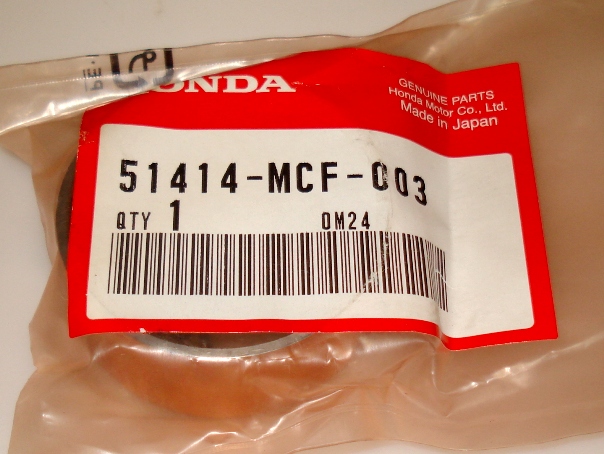 HONDA
GENUINE PARTS
Honda Motor Co., Ltd.
Made in Japan
51414-MCF-003
QTY 1 0M24